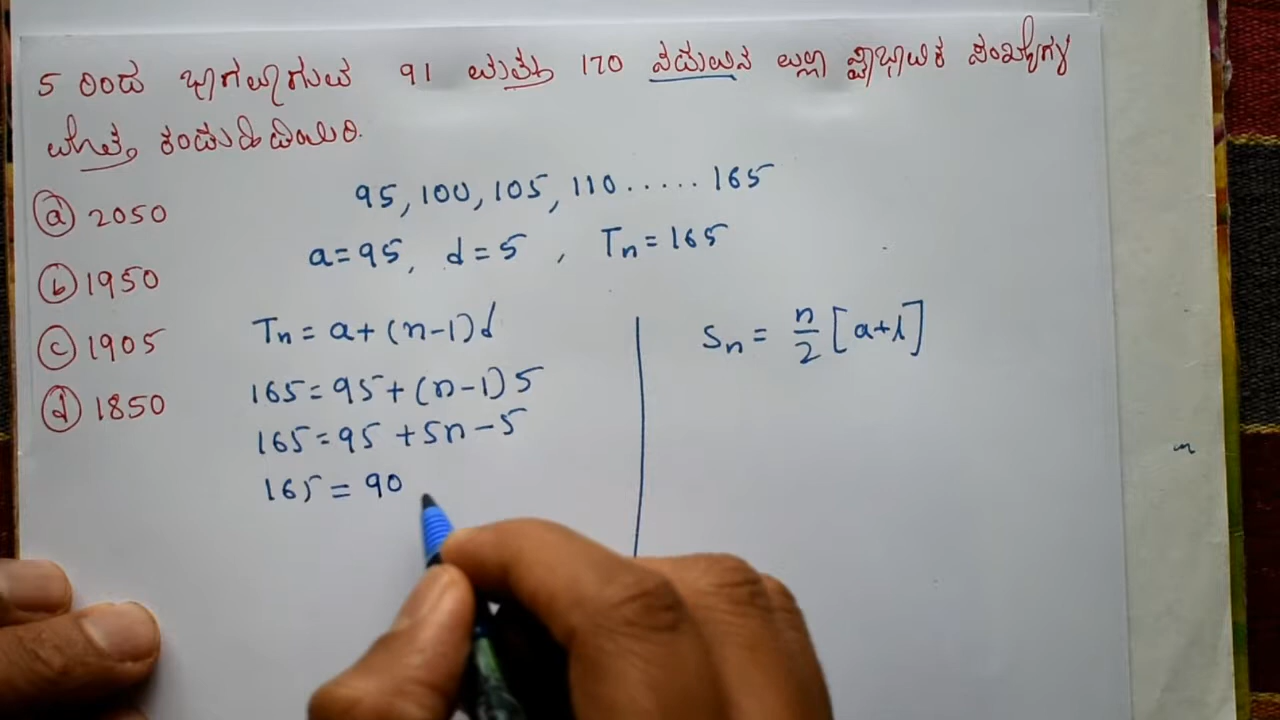 5 ರಿಂದ ಭಾಗವಾಗುವ 91 ಮತ್ತು 170 ನಡುವಿನ ಎಲ್ಲಾ ಸ್ವಾಭಾವಿಕ ಸಂಖ್ಯೆಗಳ
ಮೊತ್ತ ಕಂಡುಹಿಡಿಯಿರಿ.
95, 100, 105, 110 ..... 165
ⓐ 2050
a = 95, d = 5 , Tn = 165
ⓑ 1950
Tn = a + (n-1)d
Sn = n/2 [a+l]
ⓒ 1905
165 = 95 + (n-1) 5
ⓓ 1850
165 = 95 + 5n - 5
165 = 90